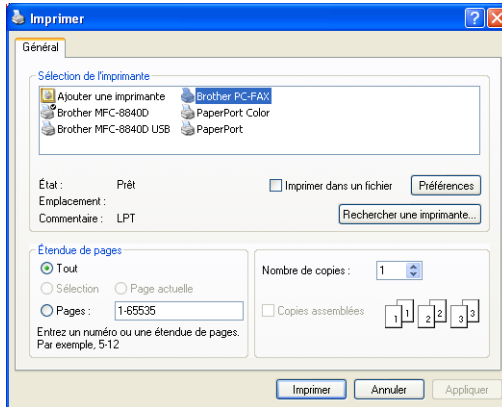 Imprimer
Général
Sélection de l'imprimante
Ajouter une imprimante
Brother PC-FAX
Brother MFC-8840D
PaperPort Color
Brother MFC-8840D USB
PaperPort
État : Prêt
Imprimer dans un fichier
Préférences
Emplacement :
Commentaire : LPT
Rechercher une imprimante...
Étendue de pages
Tout
Sélection
Page actuelle
Pages : 1-65535
Entrez un numéro ou une étendue de pages.
Par exemple, 5-12
Nombre de copies : 1
Copies assemblées
1 1 2 2 3 3
Imprimer
Annuler
Appliquer